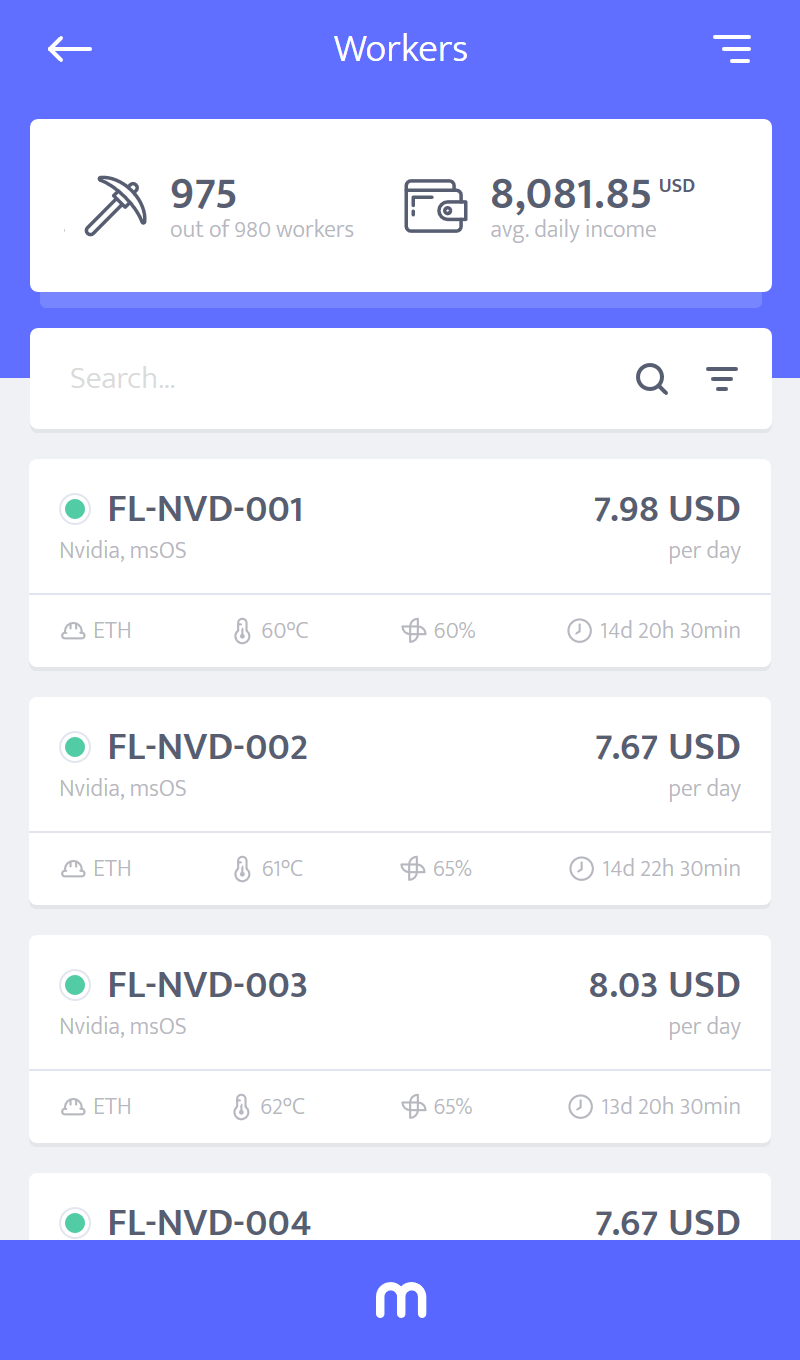 Workers
975
out of 980 workers
8,081.85 USD
avg. daily income
Search...
FL-NVD-001
7.98 USD
Nvidia, msOS
per day
ETH
60°C
60%
14d 20h 30min
FL-NVD-002
7.67 USD
Nvidia, msOS
per day
ETH
61°C
65%
14d 22h 30min
FL-NVD-003
8.03 USD
Nvidia, msOS
per day
ETH
62°C
65%
13d 20h 30min
FL-NVD-004
7.67 USD
m